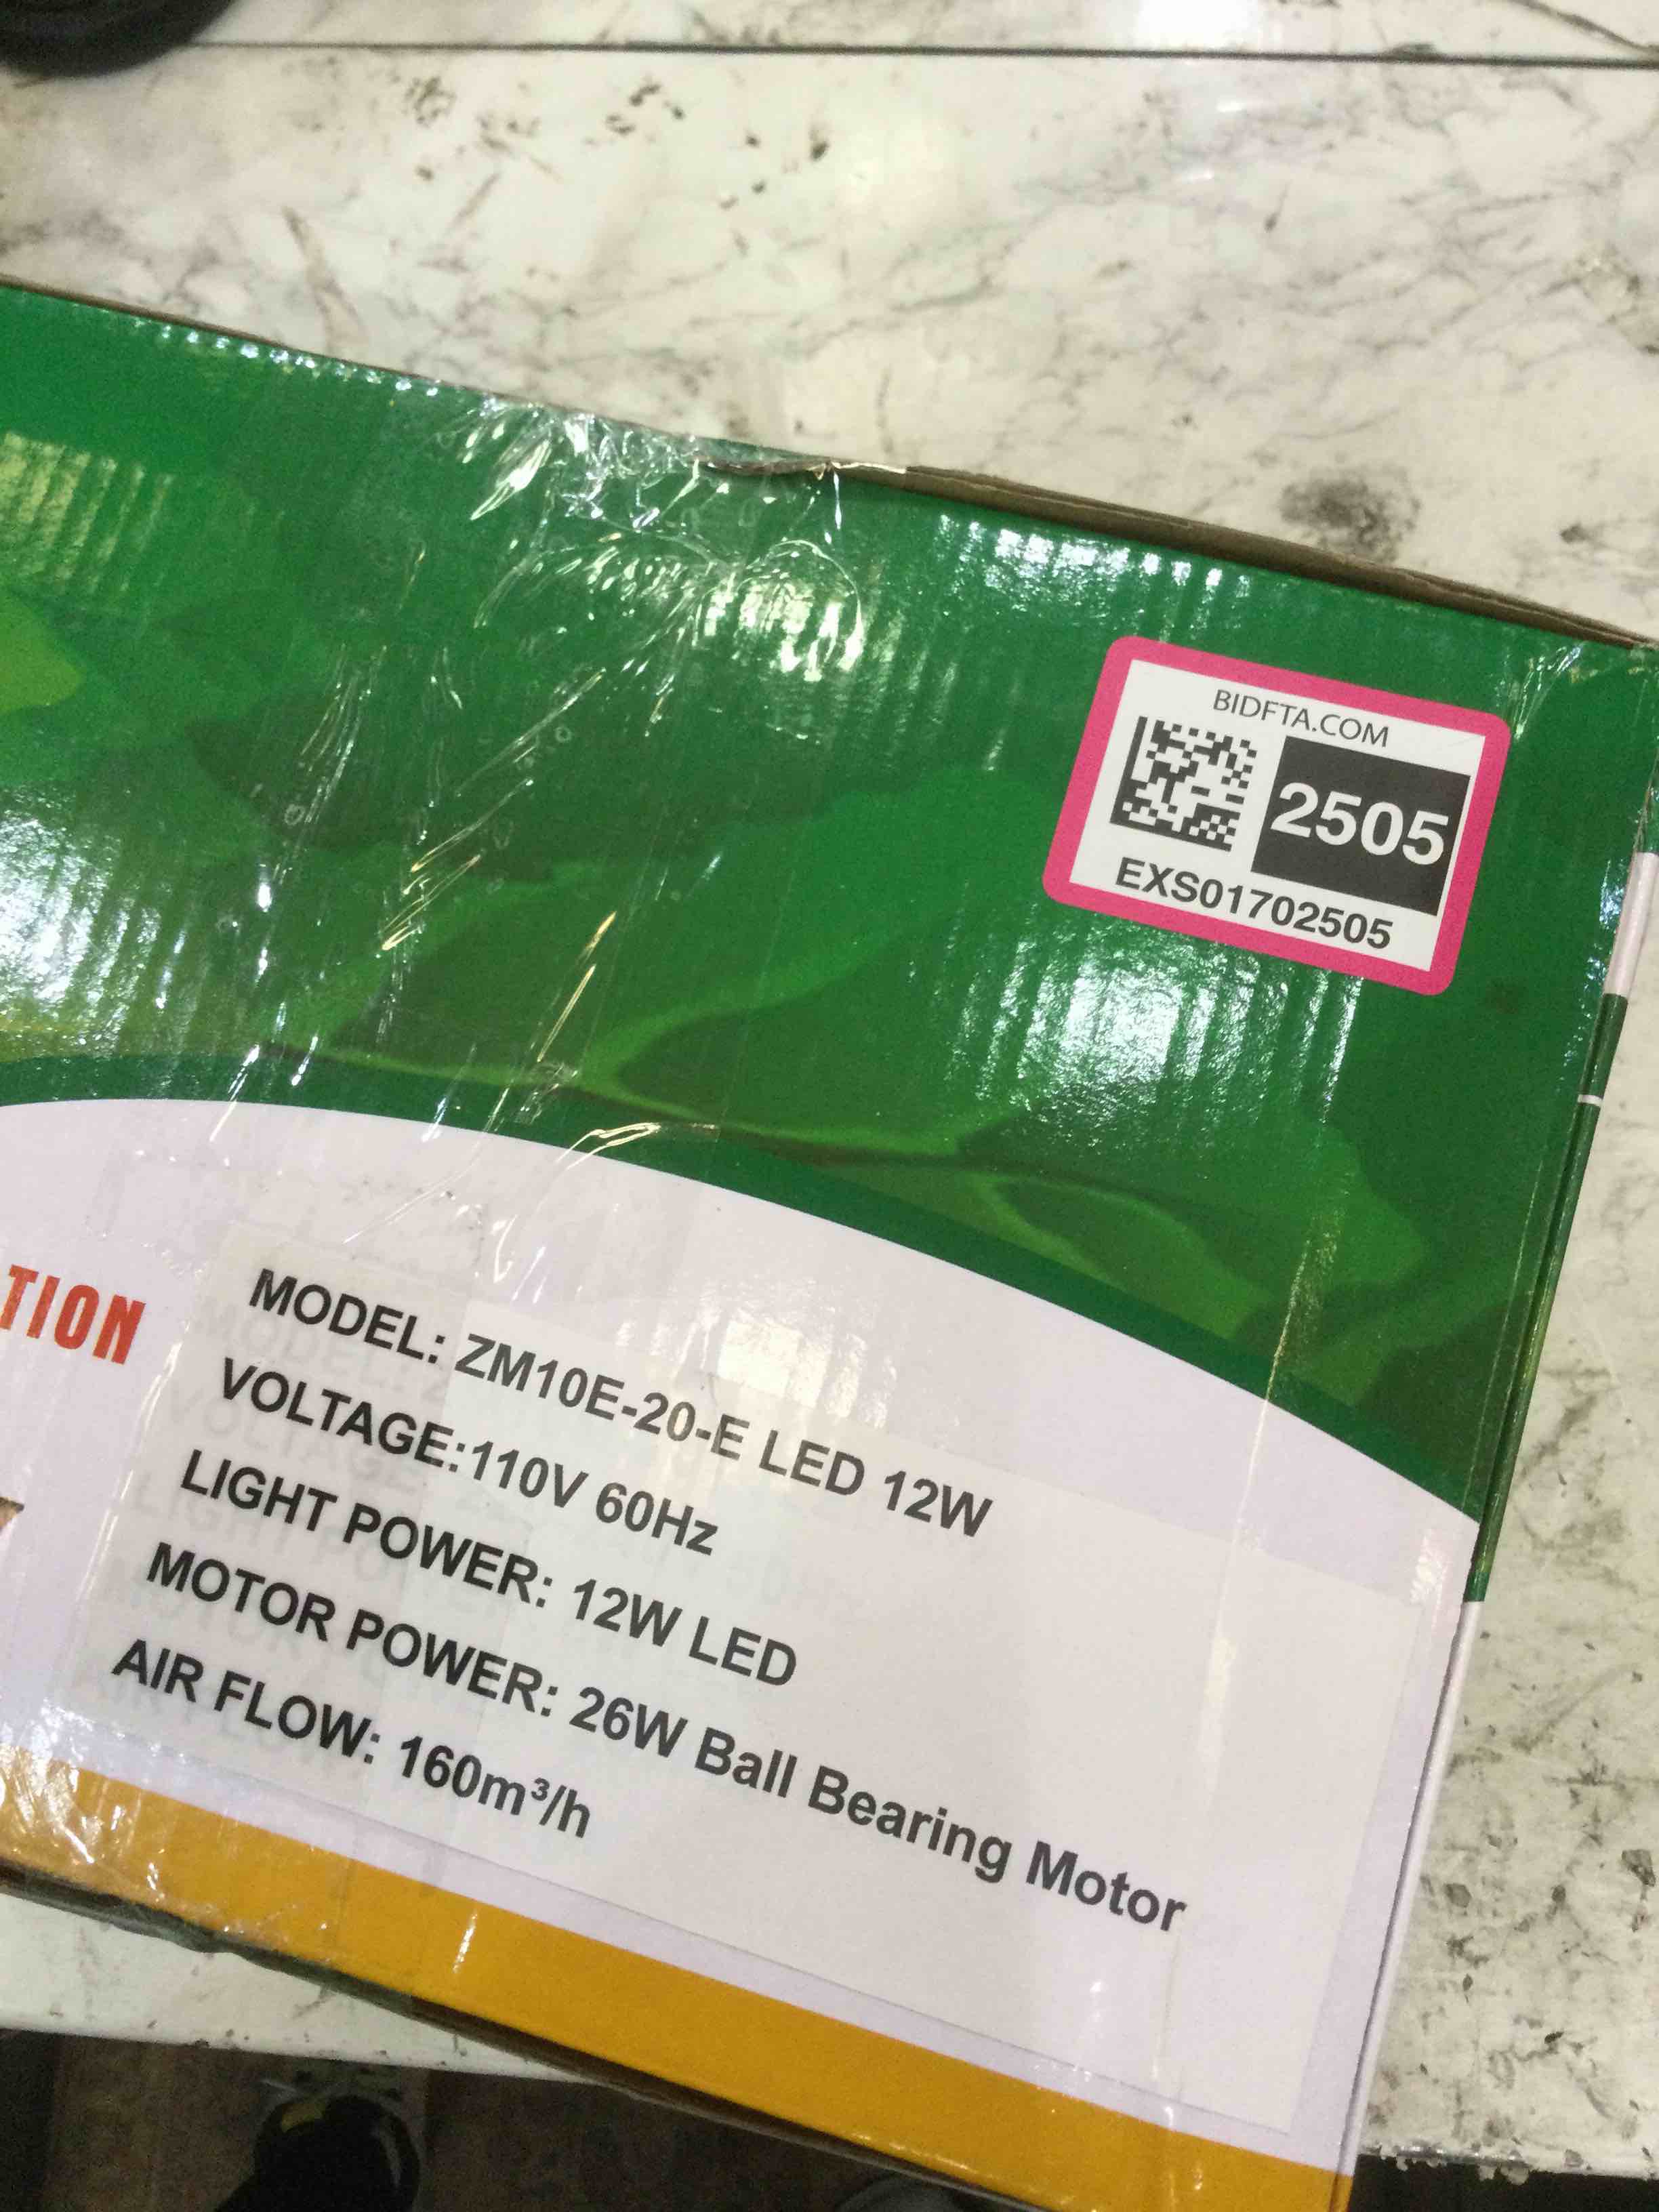 BIDFTA.COM
2505
EXS01702505
TION
MODEL: ZM10E-20-E LED 12W
VOLTAGE:110V 60Hz
LIGHT POWER: 12W LED
MOTOR POWER: 26W Ball Bearing Motor
AIR FLOW: 160m³/h